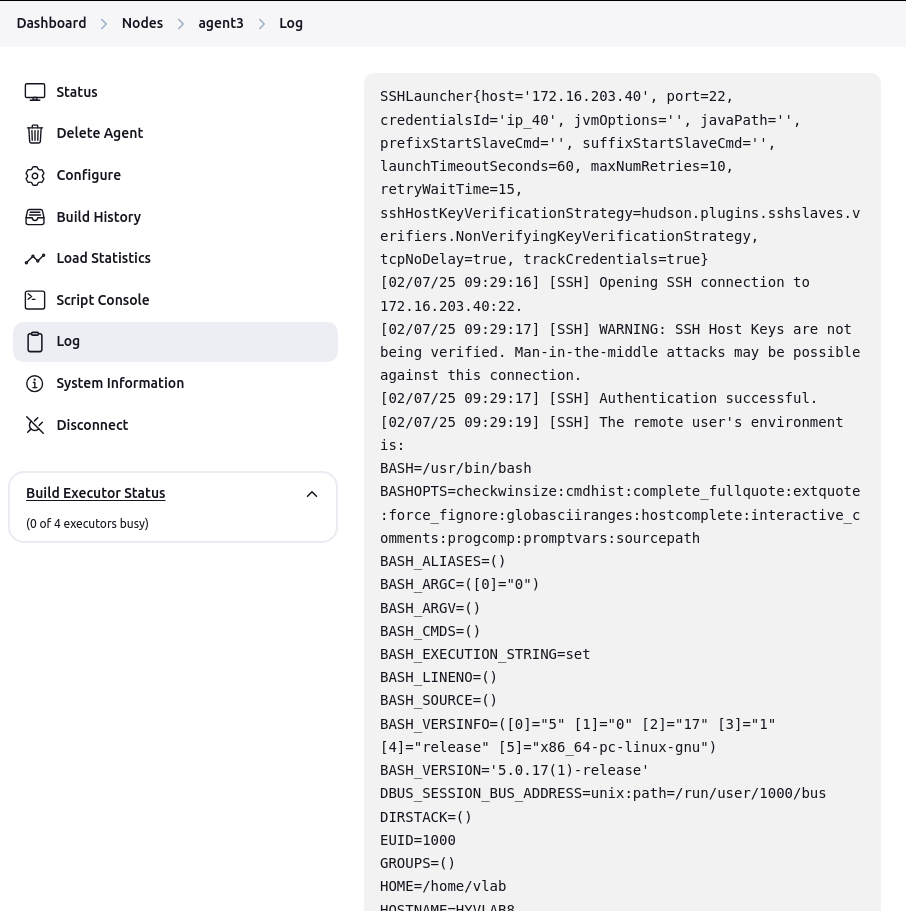 Dashboard > Nodes > agent3 > Log
Status
Delete Agent
Configure
Build History
Load Statistics
Script Console
Log
System Information
Disconnect
Build Executor Status
(0 of 4 executors busy)
SSHLauncher{host='172.16.203.40', port=22,
credentialsId='ip_40', jvmOptions='', javaPath='',
prefixStartSlaveCmd='', suffixStartSlaveCmd='',
launchTimeoutSeconds=60, maxNumRetries=10,
retryWaitTime=15,
sshHostKeyVerificationStrategy=hudson.plugins.sshslaves.v
erifiers.NonVerifyingKeyVerificationStrategy,
tcpNoDelay=true, trackCredentials=true}
[02/07/25 09:29:16] [SSH] Opening SSH connection to
172.16.203.40:22.
[02/07/25 09:29:17] [SSH] WARNING: SSH Host Keys are not
being verified. Man-in-the-middle attacks may be possible
against this connection.
[02/07/25 09:29:17] [SSH] Authentication successful.
[02/07/25 09:29:19] [SSH] The remote user's environment
is:
BASH=/usr/bin/bash
BASHOPTS=checkwinsize:cmdhist:complete_fullquote:extquote
:force_fignore:globasciiranges:hostcomplete:interactive_c
omments:progcomp:promptvars:sourcepath
BASH_ALIASES=()
BASH_ARGC=([0]="0")
BASH_ARGV=()
BASH_CMDS=()
BASH_EXECUTION_STRING=set
BASH_LINENO=()
BASH_SOURCE=()
BASH_VERSINFO=([0]="5" [1]="0" [2]="17" [3]="1"
[4]="release" [5]="x86_64-pc-linux-gnu")
BASH_VERSION='5.0.17(1)-release'
DBUS_SESSION_BUS_ADDRESS=unix:path=/run/user/1000/bus
DIRSTACK=()
EUID=1000
GROUPS=()
HOME=/home/vlab
HOSTNAME=HYVLAB8